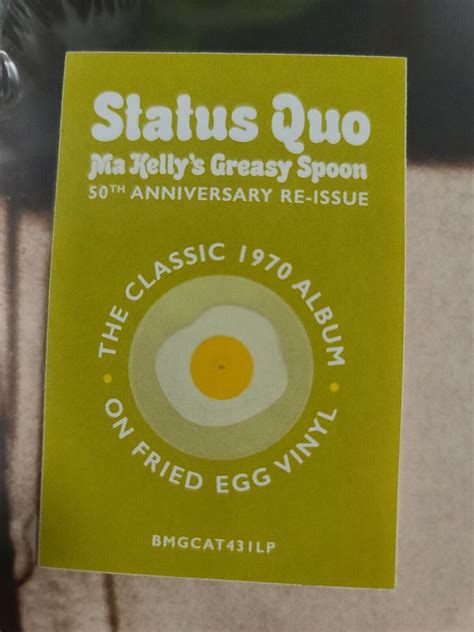 Status Quo
Ma Kelly's Greasy Spoon
50TH ANNIVERSARY RE-ISSUE
THE CLASSIC 1970 ALBUM
• ON FRIED EGG VINYL •
BMGCAT431LP